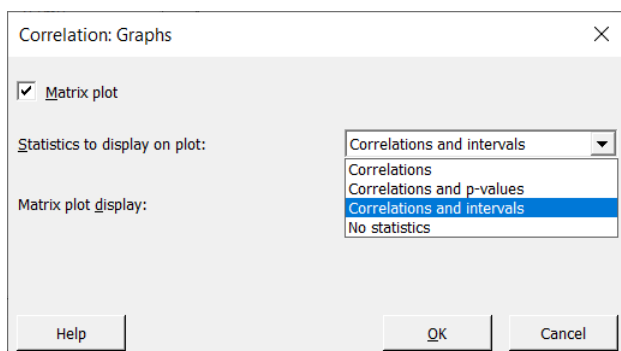 Correlation: Graphs
Matrix plot
Statistics to display on plot: Correlations and intervals
Correlations
Correlations and p-values
Matrix plot display: Correlations and intervals
No statistics
Help OK Cancel